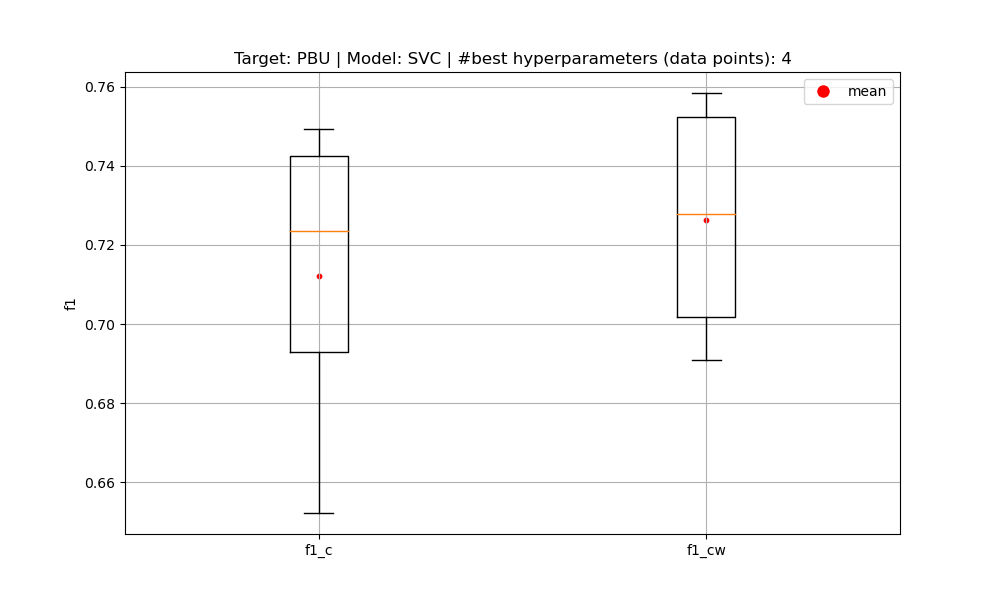 Target: PBU | Model: SVC | #best hyperparameters (data points): 4
mean
0.76
0.74
0.72
0.70
0.68
0.66
f1
f1_c
f1_cw